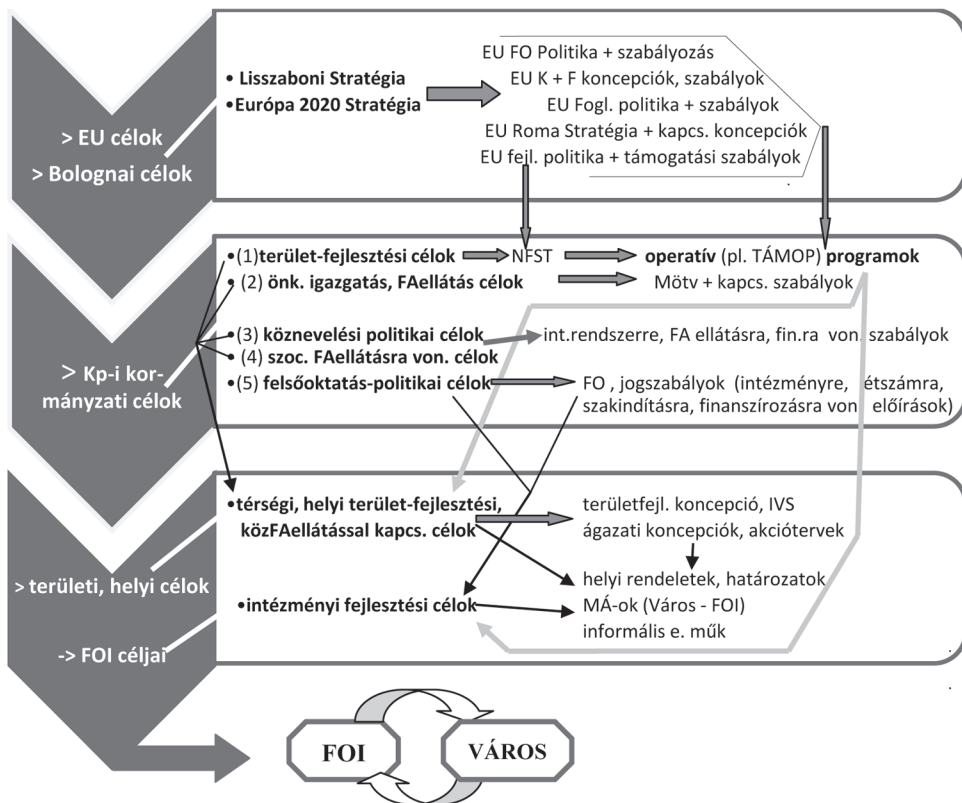 > EU célok
> Bolognai célok
• Lisszaboni Stratégia
• Európa 2020 Stratégia
EU FO Politika + szabályozás
EU K + F koncepciók, szabályok
EU Fogl. politika + szabályok
EU Roma Stratégia + kapcs. koncepciók
EU fejl. politika + támogatási szabályok
> Kp-i kor-
mányzati célok
•(1)terület-fejlesztési célok
NFST
operatív (pl. TÁMOP) programok
•(2) önk. igazgatás, FAellátás célok
Mötv + kapcs. szabályok
•(3) köznevelési politikai célok
int.rendszerre, FA ellátásra, fin.ra von. szabályok
•(4) szoc. FAellátásra von. célok
•(5) felsőoktatás-politikai célok
FO , jogszabályok (intézményre, étszámra,
szakindításra, finanszírozásra von előírások)
> területi, helyi célok
-> FOI céljai
•térségi, helyi terület-fejlesztési,
közFAellátással kapcs. célok
területfejl. koncepció, IVS
ágazati koncepciók, akciótervek
helyi rendeletek, határozatok
•intézményi fejlesztési célok
MÁ-ok (Város - FOI)
informális e. műk
FOI
VÁROS